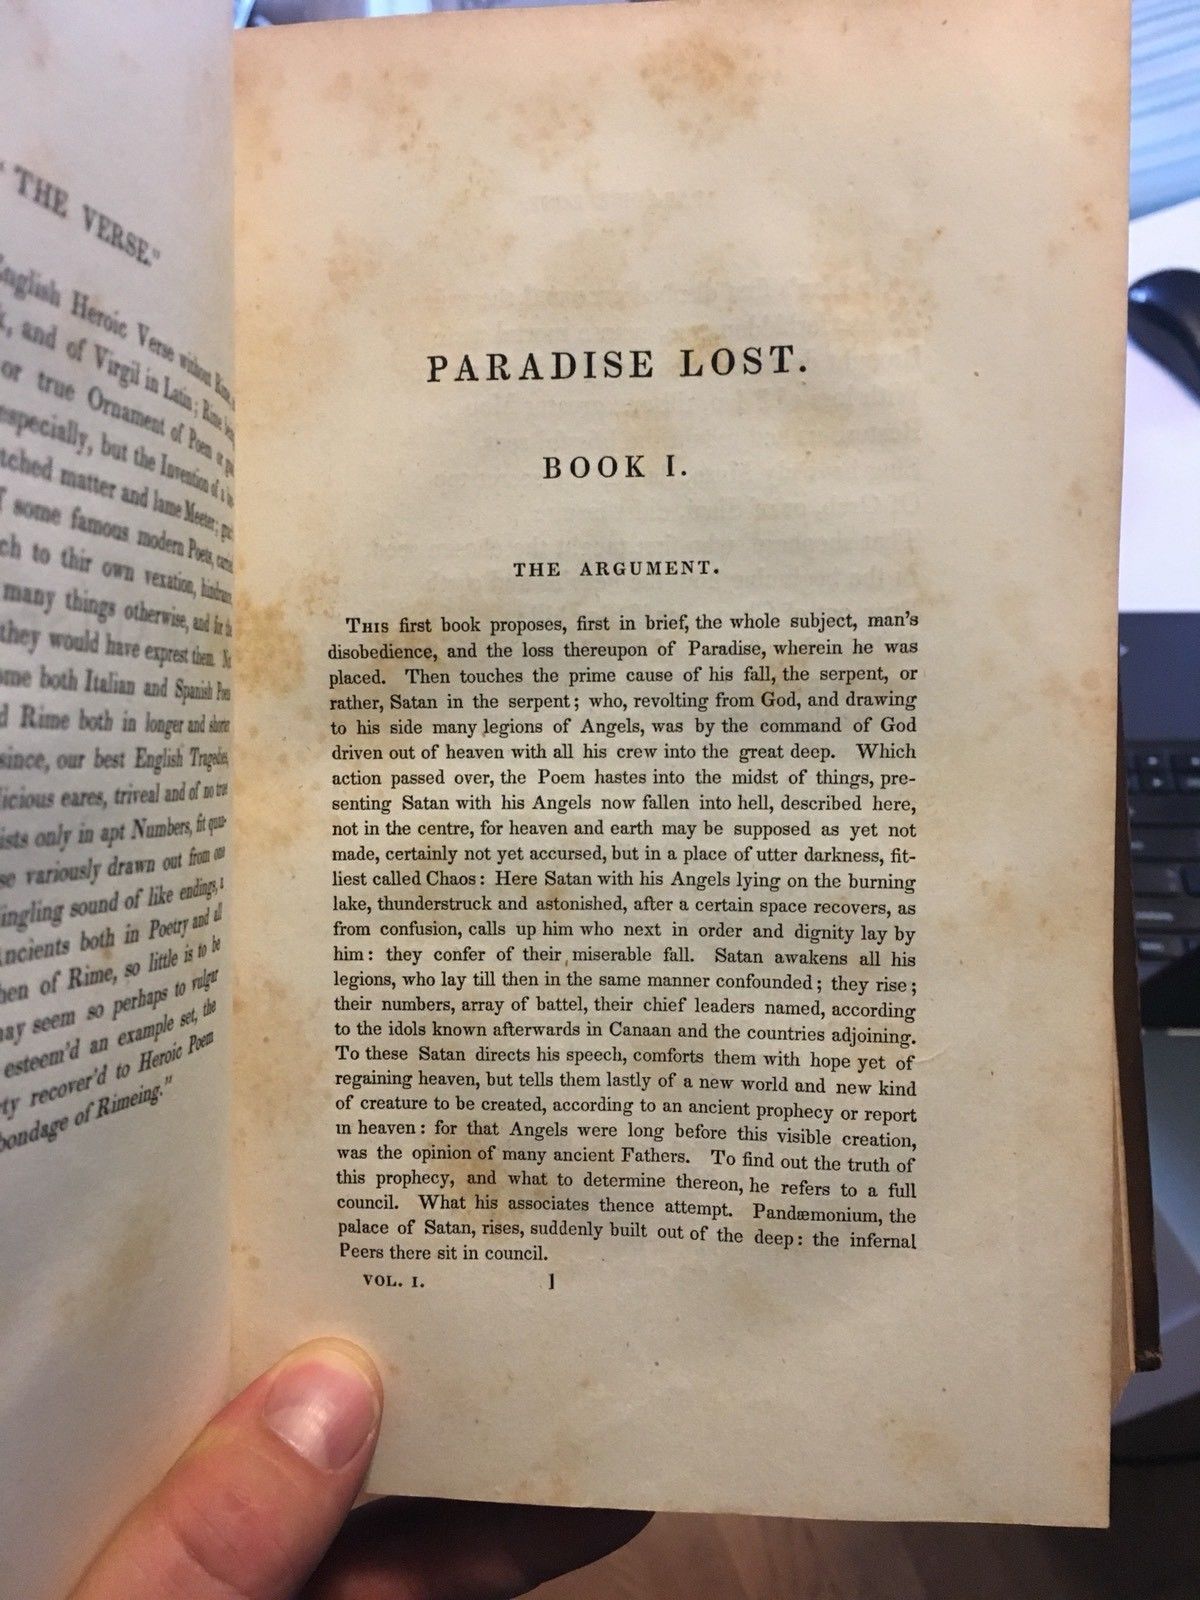 "THE VERSE."
English Heroic Verse without Rime,
and of Virgil in Latin; Rime
or true Ornament of Poem or
especially, but the Invention of a
matter and lame Meeter;
some famous modern Poets,
to thir own vexation, hindrance,
many things otherwise, and for the
they would have exprest them.
both Italian and Spanish Poets
Rime both in longer and shorter
since, our best English Tragedies,
eares, triveal and of no true
only in apt Numbers, fit quan-
variously drawn out from one
sound of like endings, a
Ancients both in Poetry and all
of Rime, so little is to be
may seem so perhaps to vulgar
esteem'd an example set, the
recover'd to Heroic Poem
bondage of Rimeing."
PARADISE LOST.
BOOK I.
THE ARGUMENT.
THIS first book proposes, first in brief, the whole subject, man's
disobedience, and the loss thereupon of Paradise, wherein he was
placed. Then touches the prime cause of his fall, the serpent, or
rather, Satan in the serpent; who, revolting from God, and drawing
to his side many legions of Angels, was by the command of God
driven out of heaven with all his crew into the great deep. Which
action passed over, the Poem hastes into the midst of things, pre-
senting Satan with his Angels now fallen into hell, described here,
not in the centre, for heaven and earth may be supposed as yet not
made, certainly not yet accursed, but in a place of utter darkness, fit-
liest called Chaos: Here Satan with his Angels lying on the burning
lake, thunderstruck and astonished, after a certain space recovers, as
from confusion, calls up him who next in order and dignity lay by
him: they confer of their miserable fall. Satan awakens all his
legions, who lay till then in the same manner confounded; they rise;
their numbers, array of battel, their chief leaders named, according
to the idols known afterwards in Canaan and the countries adjoining.
To these Satan directs his speech, comforts them with hope yet of
regaining heaven, but tells them lastly of a new world and new kind
of creature to be created, according to an ancient prophecy or report
in heaven: for that Angels were long before this visible creation,
was the opinion of many ancient Fathers. To find out the truth of
this prophecy, and what to determine thereon, he refers to a full
council. What his associates thence attempt. Pandæmonium, the
palace of Satan, rises, suddenly built out of the deep: the infernal
Peers there sit in council.
VOL. I. 1